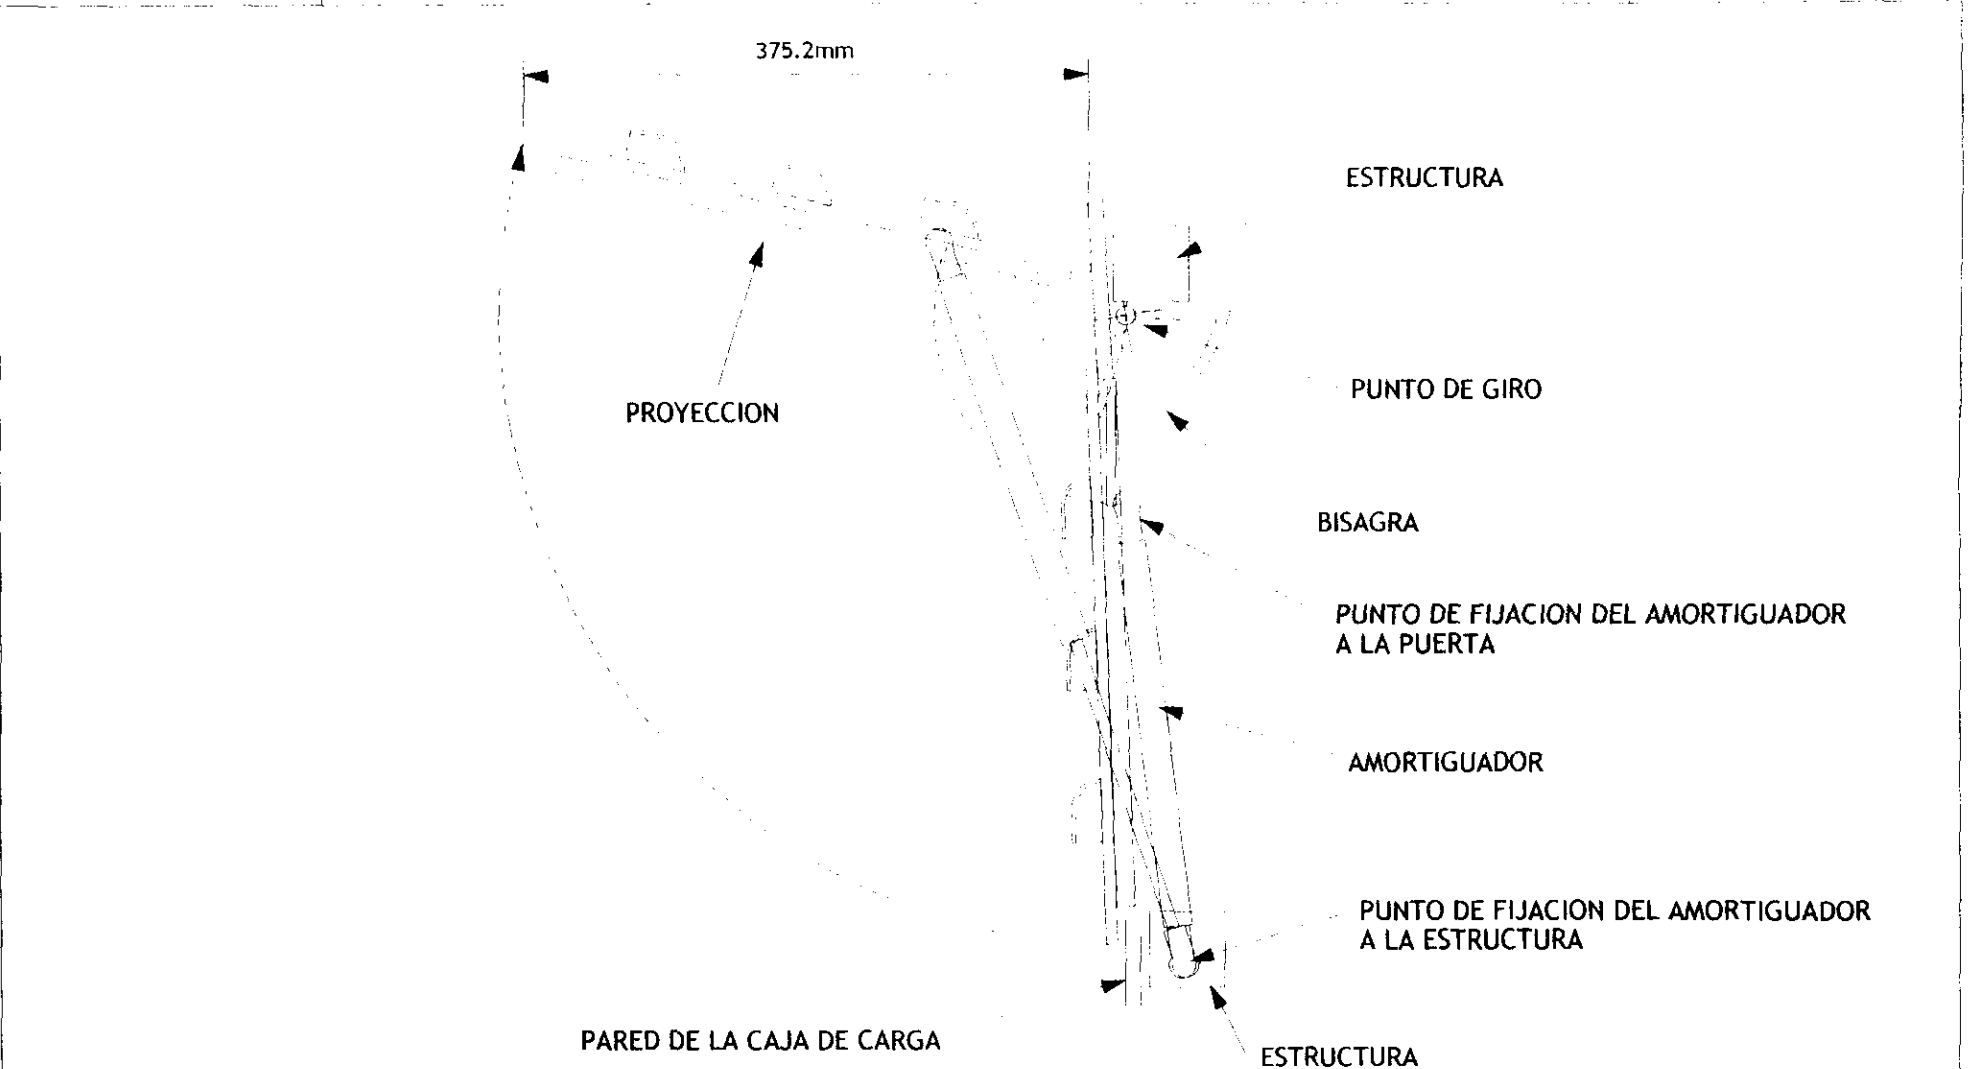 375.2mm
ESTRUCTURA
PROYECCION
PUNTO DE GIRO
BISAGRA
PUNTO DE FIJACION DEL AMORTIGUADOR
A LA PUERTA
AMORTIGUADOR
PUNTO DE FIJACION DEL AMORTIGUADOR
A LA ESTRUCTURA
PARED DE LA CAJA DE CARGA
ESTRUCTURA